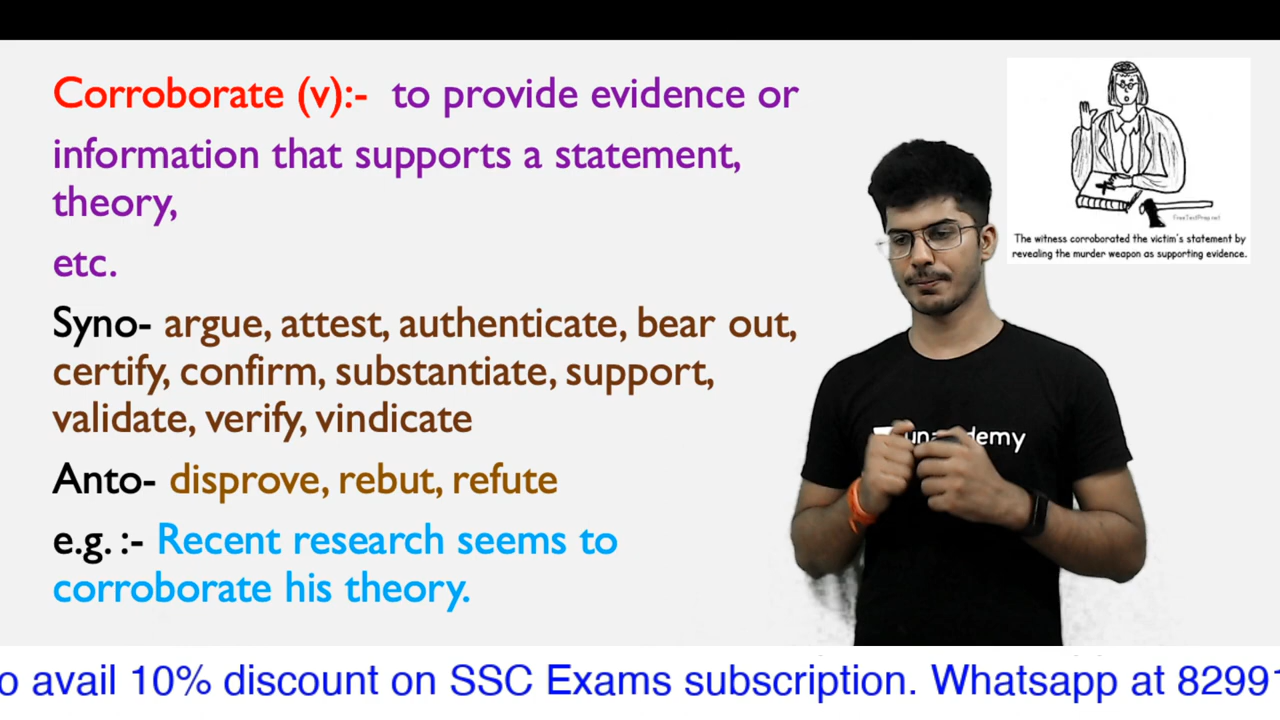 Corroborate (v):- to provide evidence or
information that supports a statement,
theory,
etc.
Syno- argue, attest, authenticate, bear out,
certify, confirm, substantiate, support,
validate, verify, vindicate
Anto- disprove, rebut, refute
e.g. :- Recent research seems to
corroborate his theory.
FreeTestPrep.net
The witness corroborated the victim's statement by
revealing the murder weapon as supporting evidence.
o avail 10% discount on SSC Exams subscription. Whatsapp at 82991